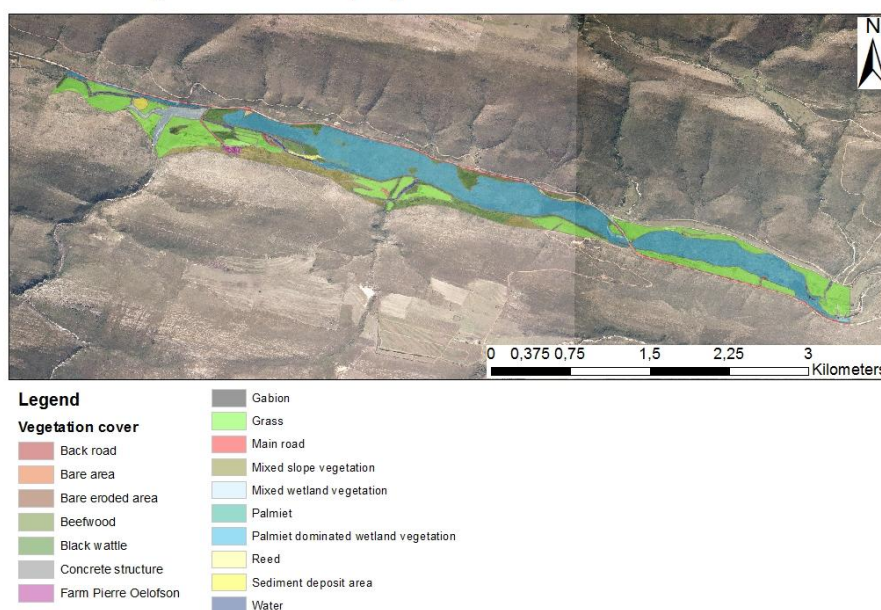 N
0 0,375 0,75 1,5 2,25 3
Kilometers
Legend
Vegetation cover
Back road
Bare area
Bare eroded area
Beefwood
Black wattle
Concrete structure
Farm Pierre Oelofson
Gabion
Grass
Main road
Mixed slope vegetation
Mixed wetland vegetation
Palmiet
Palmiet dominated wetland vegetation
Reed
Sediment deposit area
Water